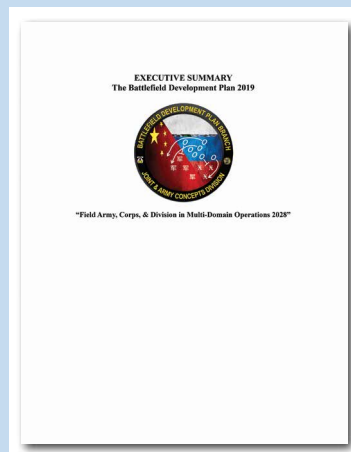 EXECUTIVE SUMMARY
The Battlefield Development Plan 2019
BATTLEFIELD DEVELOPMENT PLAN BRANCH
JOINT & ARMY CONCEPTS DIVISION
“Field Army, Corps, & Division in Multi-Domain Operations 2028”